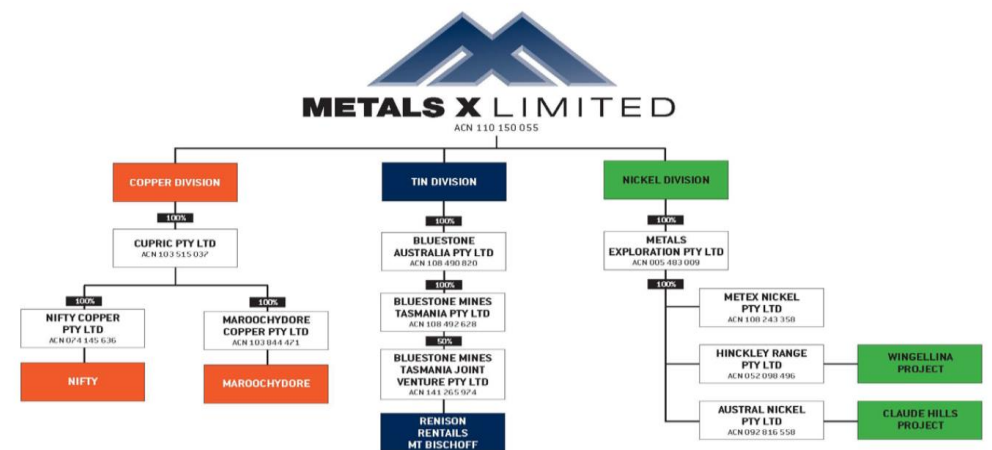 METALS X LIMITED
ACN 110 150 055
COPPER DIVISION
100%
CUPRIC PTY LTD
ACN 103 515 037
100%
NIFTY COPPER
PTY LTD
ACN 074 145 636
NIFTY
100%
MAROOCHYDORE
COPPER PTY LTD
ACN 103 844 471
MAROOCHYDORE
TIN DIVISION
100%
BLUESTONE
AUSTRALIA PTY LTD
ACN 108 490 820
100%
BLUESTONE MINES
TASMANIA PTY LTD
ACN 108 492 628
50%
BLUESTONE MINES
TASMANIA JOINT
VENTURE PTY LTD
ACN 141 265 974
RENISON
RENTAILS
MT BISCHOFF
NICKEL DIVISION
100%
METALS
EXPLORATION PTY LTD
ACN 005 483 009
100%
METEX NICKEL
PTY LTD
ACN 108 243 358
HINCKLEY RANGE
PTY LTD
ACN 052 098 496
WINGELLINA
PROJECT
AUSTRAL NICKEL
PTY LTD
ACN 092 816 558
CLAUDE HILLS
PROJECT